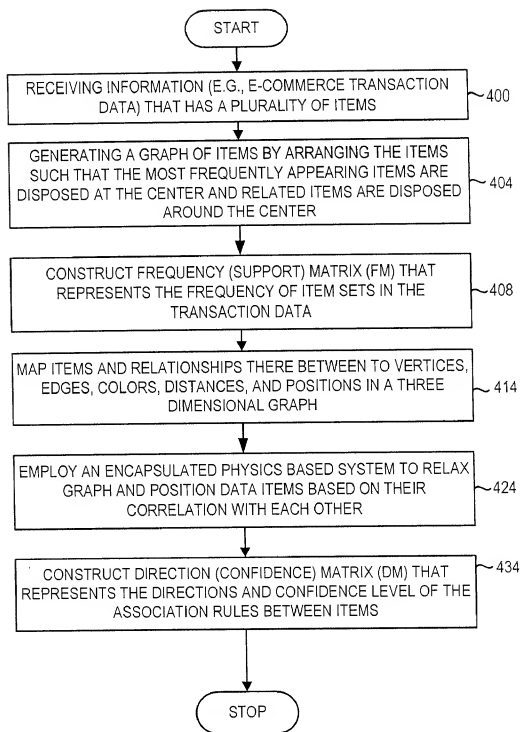 START
RECEIVING INFORMATION (E.G., E-COMMERCE TRANSACTION
DATA) THAT HAS A PLURALITY OF ITEMS
400
GENERATING A GRAPH OF ITEMS BY ARRANGING THE ITEMS
SUCH THAT THE MOST FREQUENTLY APPEARING ITEMS ARE
DISPOSED AT THE CENTER AND RELATED ITEMS ARE DISPOSED
AROUND THE CENTER
404
CONSTRUCT FREQUENCY (SUPPORT) MATRIX (FM) THAT
REPRESENTS THE FREQUENCY OF ITEM SETS IN THE
TRANSACTION DATA
408
MAP ITEMS AND RELATIONSHIPS THERE BETWEEN TO VERTICES,
EDGES, COLORS, DISTANCES, AND POSITIONS IN A THREE
DIMENSIONAL GRAPH
414
EMPLOY AN ENCAPSULATED PHYSICS BASED SYSTEM TO RELAX
GRAPH AND POSITION DATA ITEMS BASED ON THEIR
CORRELATION WITH EACH OTHER
424
CONSTRUCT DIRECTION (CONFIDENCE) MATRIX (DM) THAT
REPRESENTS THE DIRECTIONS AND CONFIDENCE LEVEL OF THE
ASSOCIATION RULES BETWEEN ITEMS
434
STOP